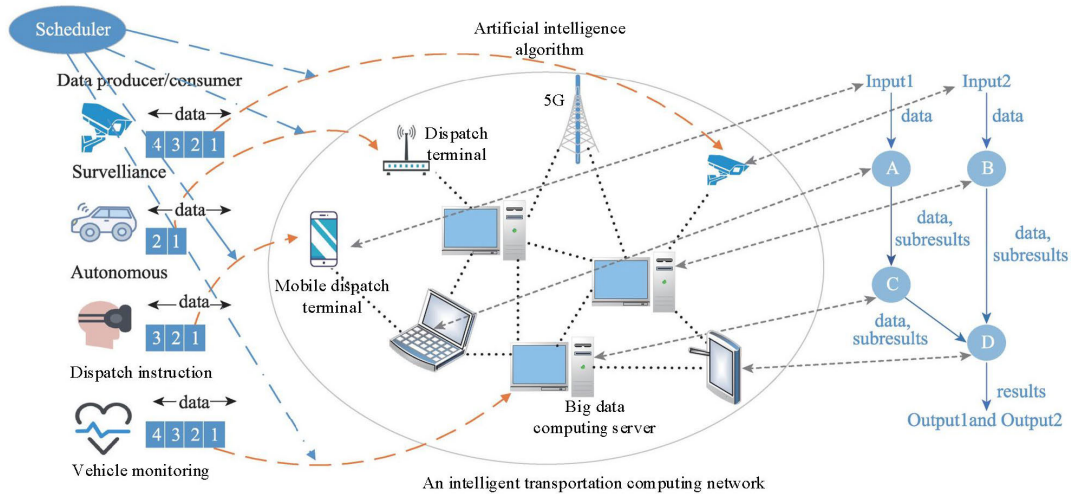 Scheduler
Data producer/consumer
data
4 3 2 1
Survelliance
data
2 1
Autonomous
data
3 2 1
Dispatch instruction
data
4 3 2 1
Vehicle monitoring
Artificial intelligence
algorithm
5G
Dispatch
terminal
Mobile dispatch
terminal
Big data
computing server
An intelligent transportation computing network
Input1
Input2
data
data
A
B
data,
subresults
data,
subresults
C
data,
subresults
D
results
Output1and Output2